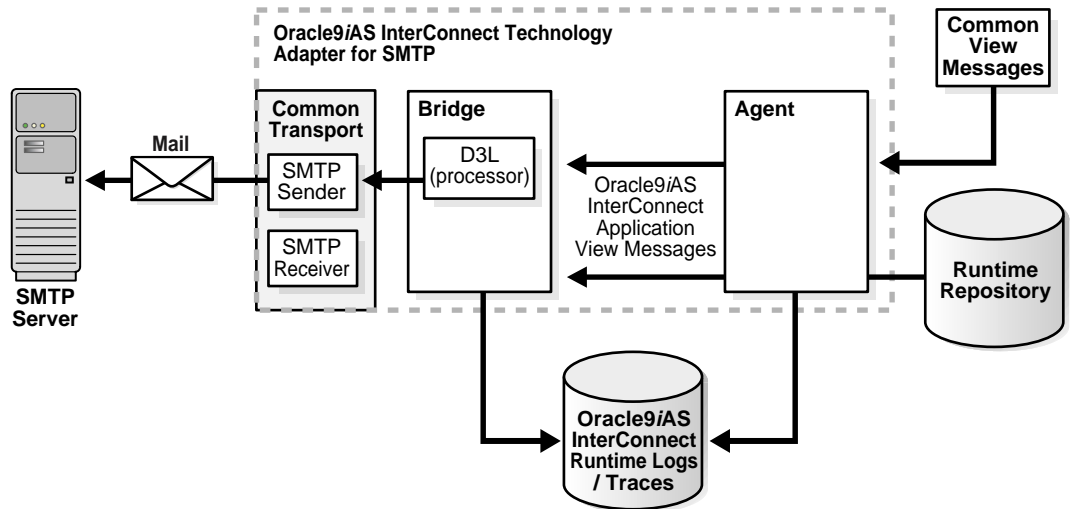 Oracle9iAS InterConnect Technology
Adapter for SMTP
Common
View
Messages
Common
Transport
Bridge
Agent
Mail
D3L
(processor)
SMTP
Sender
Oracle9iAS
InterConnect
Application
View Messages
SMTP
Receiver
Runtime
Repository
SMTP
Server
Oracle9iAS
InterConnect
Runtime Logs
/ Traces